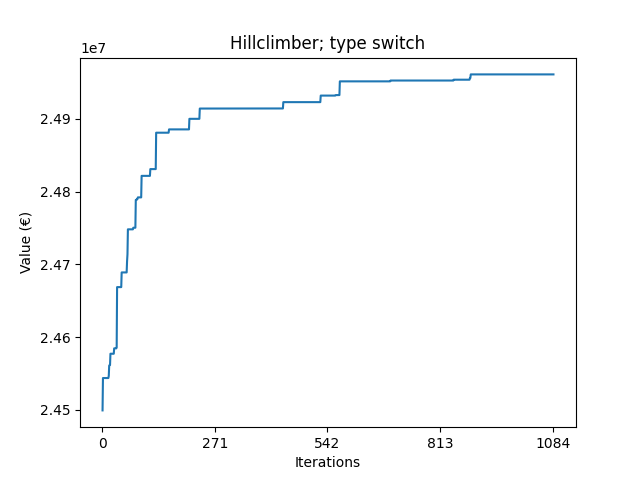 Hillclimber; type switch
1e7
2.49
2.48
2.47
2.46
2.45
Value (€)
0 271 542 813 1084
Iterations